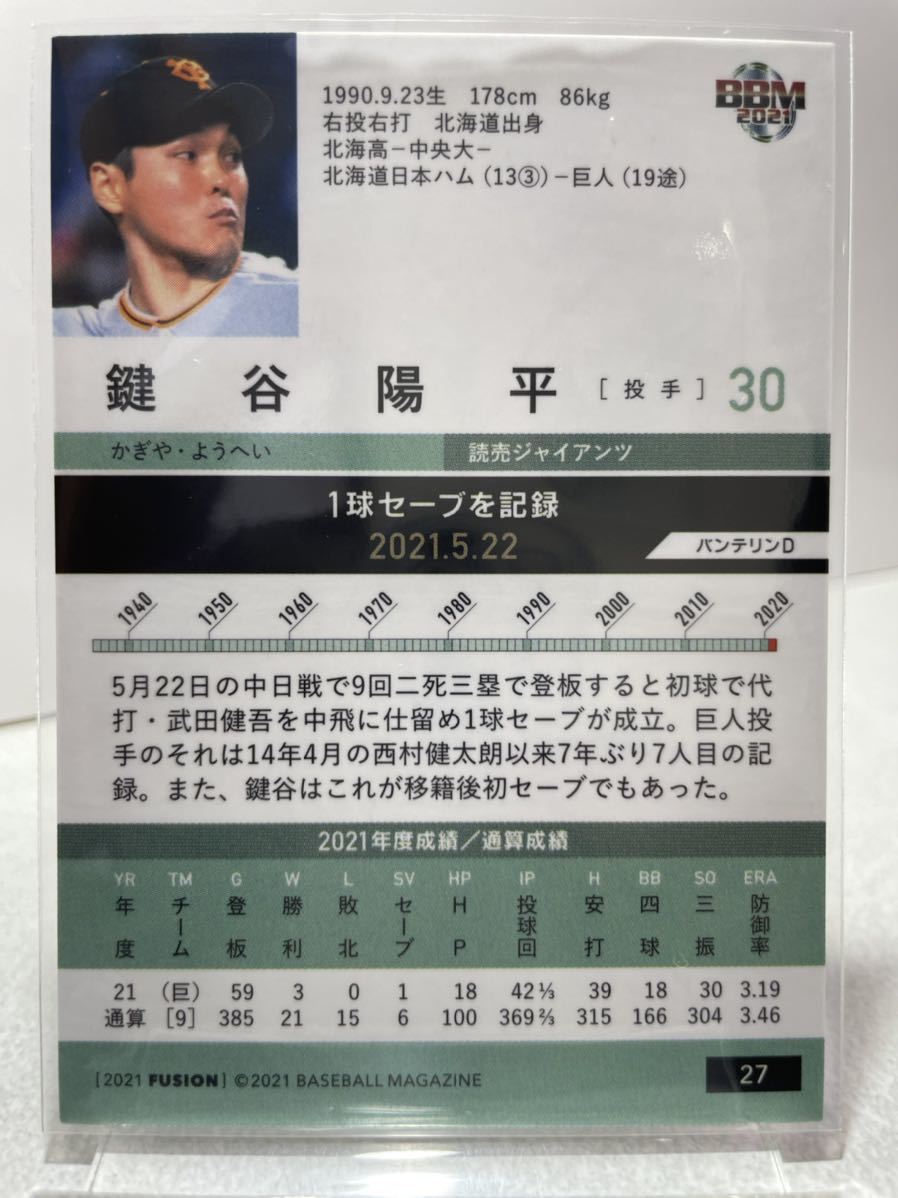 1990.9.23生 178cm 86kg
右投右打 北海道出身
北海高－中央大－
北海道日本ハム（13③）－巨人（19途）
BBM
2021
鍵谷陽平 ［投手］ 30
かぎや・ようへい 読売ジャイアンツ
1球セーブを記録
2021.5.22
バンテリンD
1940 1950 1960 1970 1980 1990 2000 2010 2020
5月22日の中日戦で9回二死三塁で登板すると初球で代
打・武田健吾を中飛に仕留め1球セーブが成立。巨人投
手のそれは14年4月の西村健太朗以来7年ぶり7人目の記
録。また、鍵谷はこれが移籍後初セーブでもあった。
2021年度成績／通算成績
YR TM G W L SV HP IP H BB SO ERA
年度 チーム 登板 勝利 敗北 セーブ HP 投球回 安打 四球 三振 防御率
21 （巨） 59 3 0 1 18 42 ⅓ 39 18 30 3.19
通算 ［9］ 385 21 15 6 100 369 ⅔ 315 166 304 3.46
［2021 FUSION］©2021 BASEBALL MAGAZINE
27